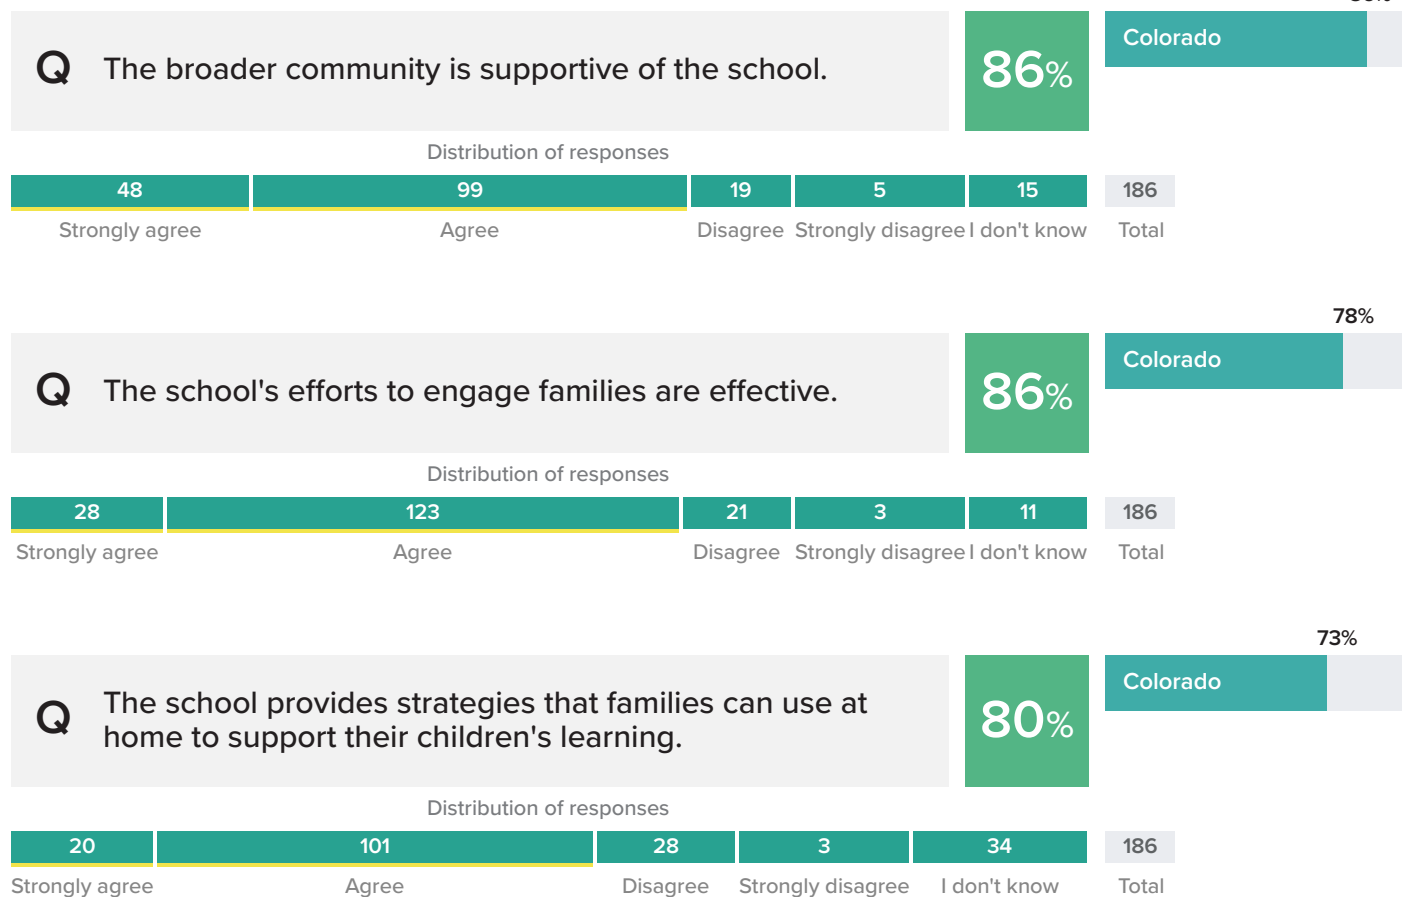 Q The broader community is supportive of the school. 86% Colorado
Distribution of responses
48 99 19 5 15 186
Strongly agree Agree Disagree Strongly disagree I don't know Total
78%
Q The school's efforts to engage families are effective. 86% Colorado
Distribution of responses
28 123 21 3 11 186
Strongly agree Agree Disagree Strongly disagree I don't know Total
73%
Q The school provides strategies that families can use at
home to support their children's learning. 80% Colorado
Distribution of responses
20 101 28 3 34 186
Strongly agree Agree Disagree Strongly disagree I don't know Total